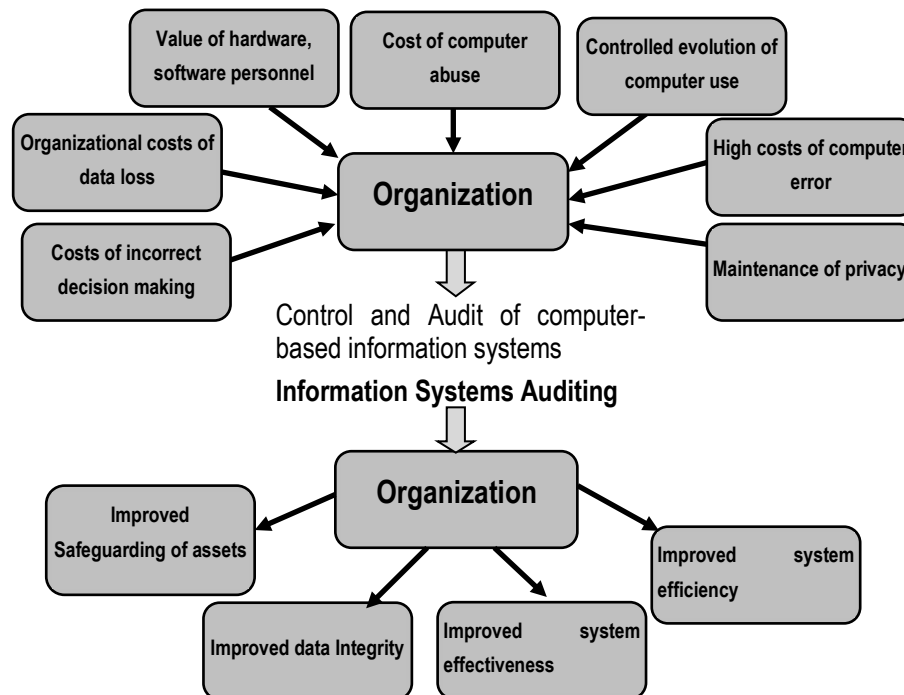 Value of hardware,
software personnel
Cost of computer
abuse
Controlled evolution of
computer use
Organizational costs of
data loss
Organization
High costs of computer
error
Costs of incorrect
decision making
Maintenance of privacy
Control and Audit of computer-
based information systems
Information Systems Auditing
Organization
Improved
Safeguarding of assets
Improved system
efficiency
Improved data Integrity
Improved system
effectiveness